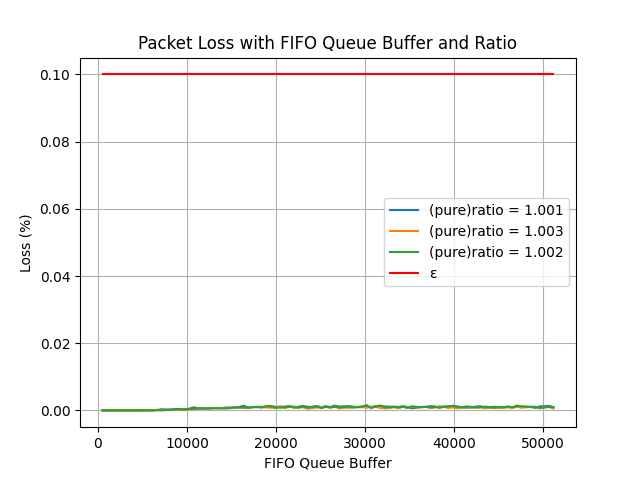 Packet Loss with FIFO Queue Buffer and Ratio
0.10
0.08
0.06
0.04
0.02
0.00
Loss (%)
(pure)ratio = 1.001
(pure)ratio = 1.003
(pure)ratio = 1.002
ε
0 10000 20000 30000 40000 50000
FIFO Queue Buffer